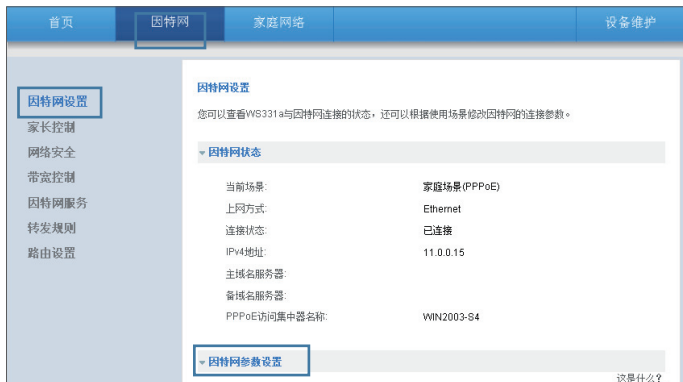 首页 因特网 家庭网络 设备维护
因特网设置
家长控制
网络安全
带宽控制
因特网服务
转发规则
路由设置
因特网设置
您可以查看WS331a与因特网连接的状态，还可以根据使用场景修改因特网的连接参数。
因特网状态
当前场景: 家庭场景(PPPoE)
上网方式: Ethernet
连接状态: 已连接
IPv4地址: 11.0.0.15
主域名服务器:
备域名服务器:
PPPoE访问集中器名称: WIN2003-S4
因特网参数设置
这是什么?